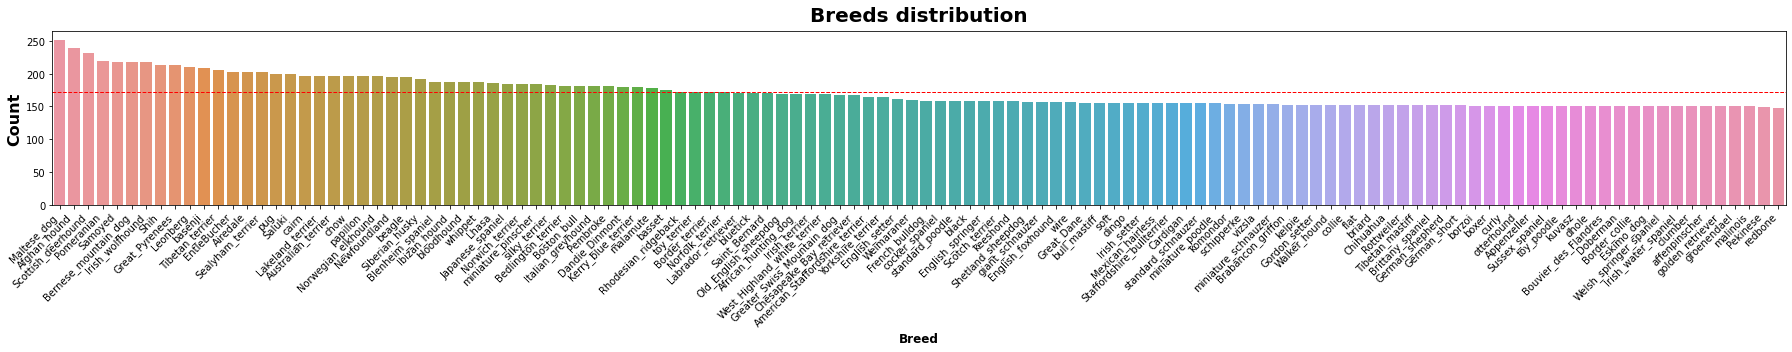 Breeds distribution
Count
250
200
150
100
50
0
Maltese_dog
Afghan_hound
Scottish_deerhound
Pomeranian
Samoyed
Bernese_mountain_dog
Irish_wolfhound
Shih
Great_Pyrenees
Leonberg
basenji
Tibetan_terrier
EntleBucher
Airedale
Sealyham_terrier
pug
Saluki
cairn
Lakeland_terrier
Australian_terrier
chow
papillon
Norwegian_elkhound
Newfoundland
beagle
Siberian_husky
Blenheim_spaniel
Ibizan_hound
bloodhound
whippet
Lhasa
Japanese_spaniel
Norwich_terrier
miniature_pinscher
silky_terrier
Bedlington_terrier
Boston_bull
Italian_greyhound
Pembroke
Dandie_Dinmont
Kerry_blue_terrier
malamute
basset
Rhodesian_ridgeback
toy_terrier
Border_terrier
Norfolk_terrier
Labrador_retriever
bluetick
Saint_Bernard
Old_English_sheepdog
African_hunting_dog
Irish_terrier
West_Highland_white_terrier
Greater_Swiss_Mountain_dog
Chesapeake_Bay_retriever
American_Staffordshire_terrier
Yorkshire_terrier
English_setter
Weimaraner
French_bulldog
cocker_spaniel
standard_poodle
black
English_springer
Scotch_terrier
Keeshond
Shetland_sheepdog
giant_schnauzer
English_foxhound
wire
Great_Dane
bull_mastiff
soft
dingo
Irish_setter
Mexican_hairless
Staffordshire_bullterrier
Cardigan
standard_schnauzer
miniature_poodle
komondor
schipperke
vizsla
miniature_schnauzer
Brabancon_griffon
kelpie
Gordon_setter
Walker_hound
collie
flat
briard
Chihuahua
Rottweiler
Tibetan_mastiff
Brittany_spaniel
German_shepherd
German_short
borzoi
boxer
curly
otterhound
Appenzeller
Sussex_spaniel
toy_poodle
kuvasz
dhole
Bouvier_des_Flandres
Doberman
Border_collie
Eskimo_dog
Welsh_springer_spaniel
Irish_water_spaniel
clumber
affenpinscher
golden_retriever
groenendael
malinois
Pekinese
redbone
Breed